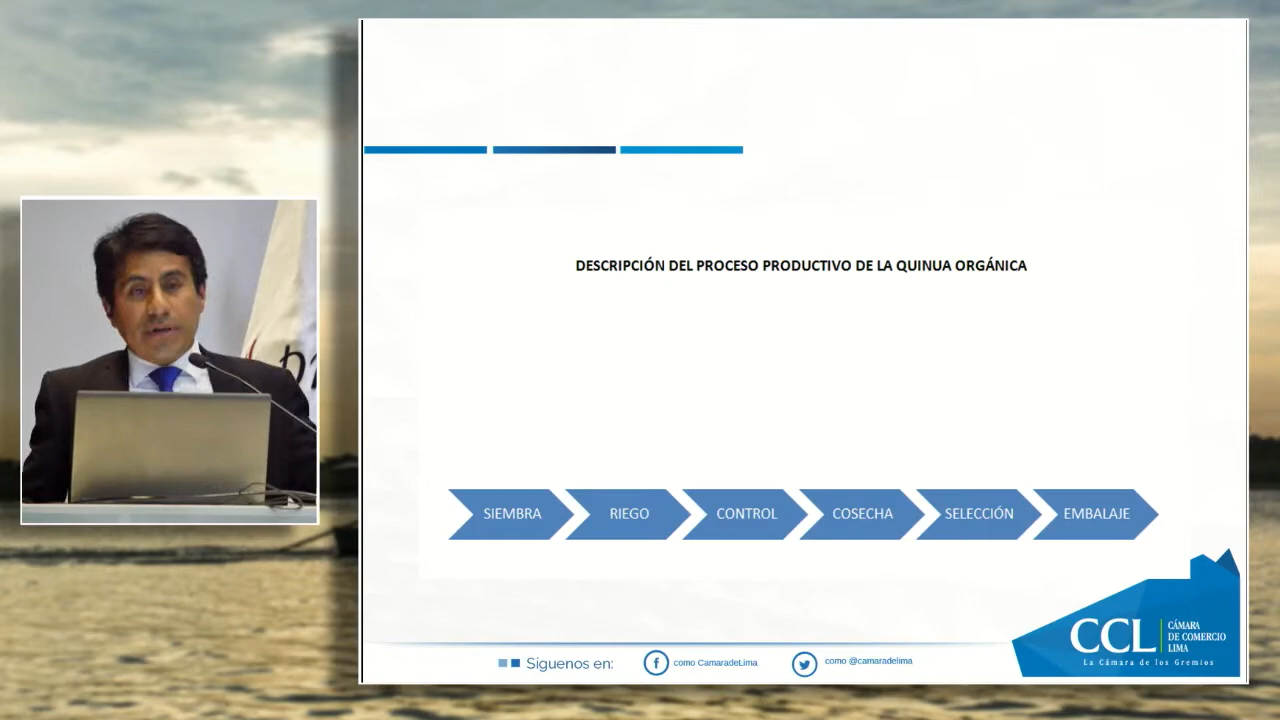 DESCRIPCIÓN DEL PROCESO PRODUCTIVO DE LA QUINUA ORGÁNICA
SIEMBRA RIEGO CONTROL COSECHA SELECCIÓN EMBALAJE
Síguenos en:
como CamaradeLima
como @camaradelima
CCL
CÁMARA
DE COMERCIO
LIMA
La Cámara de los Gremios